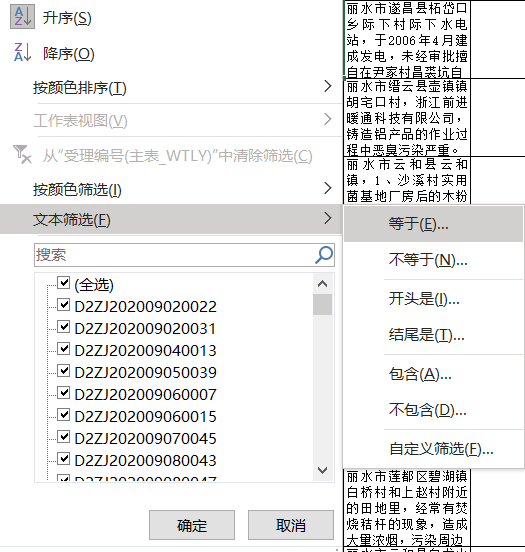 升序(S)
降序(O)
按颜色排序(T)
工作表视图(V)
从“受理编号(主表_WTLY)”中清除筛选(C)
按颜色筛选(I)
文本筛选(F)
搜索
(全选)
D2ZJ202009020022
D2ZJ202009020031
D2ZJ202009040013
D2ZJ202009050039
D2ZJ202009060007
D2ZJ202009060015
D2ZJ202009070045
D2ZJ202009080043
D2ZJ202009080047
确定
取消
丽水市遂昌县柘岱口
乡际下村际下水电
站，于2006年4月建
成发电，未经审批擅
自在尹家村昌裘坑自
丽水市缙云县壶镇镇
胡宅口村，浙江前进
暖通科技有限公司，
铸造铝产品的作业过
程中恶臭污染严重。
丽水市云和县云和
镇，1、沙溪村实用
菌基地厂房后的木粉
等于(E)...
不等于(N)...
开头是(I)...
结尾是(T)...
包含(A)...
不包含(D)...
自定义筛选(F)...
丽水市莲都区碧湖镇
白桥村和上赵村附近
的田地里，经常有焚
烧秸秆的现象，造成
大量浓烟，污染周边